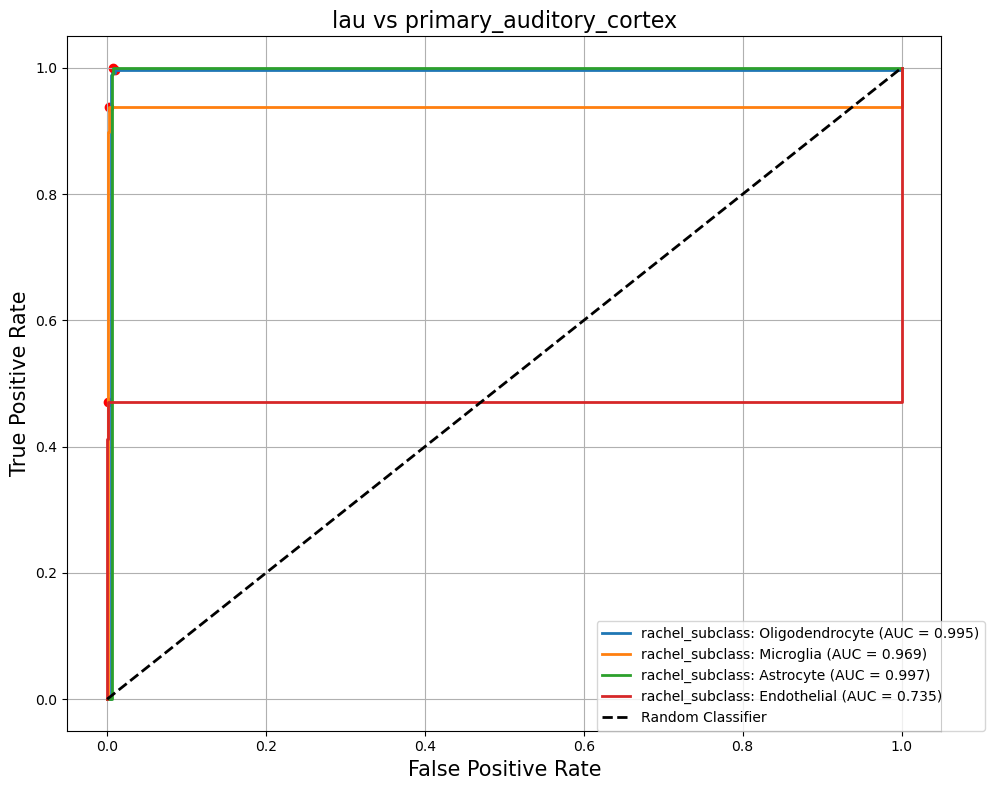 lau vs primary_auditory_cortex
True Positive Rate
1.0
0.8
0.6
0.4
0.2
0.0
rachel_subclass: Oligodendrocyte (AUC = 0.995)
rachel_subclass: Microglia (AUC = 0.969)
rachel_subclass: Astrocyte (AUC = 0.997)
rachel_subclass: Endothelial (AUC = 0.735)
Random Classifier
0.0 0.2 0.4 0.6 0.8 1.0
False Positive Rate